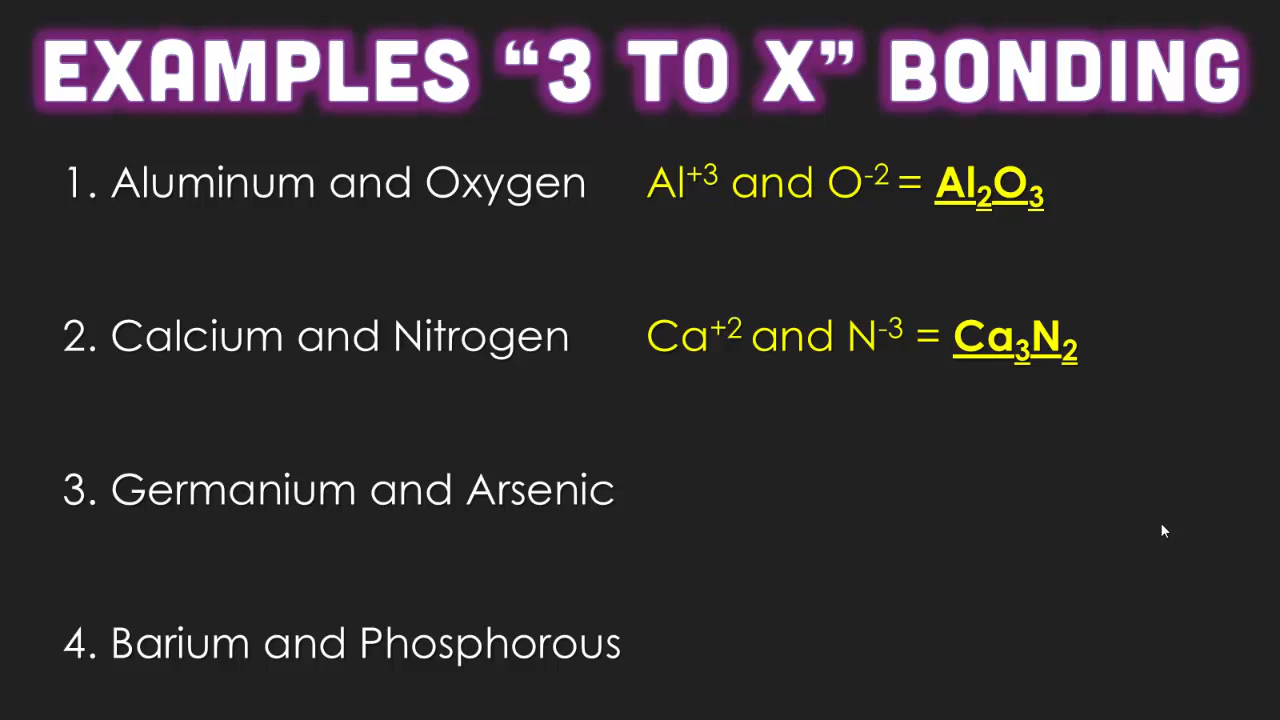 EXAMPLES “3 TO X” BONDING
1. Aluminum and Oxygen Al⁺³ and O⁻² = Al₂O₃
2. Calcium and Nitrogen Ca⁺² and N⁻³ = Ca₃N₂
3. Germanium and Arsenic
4. Barium and Phosphorous